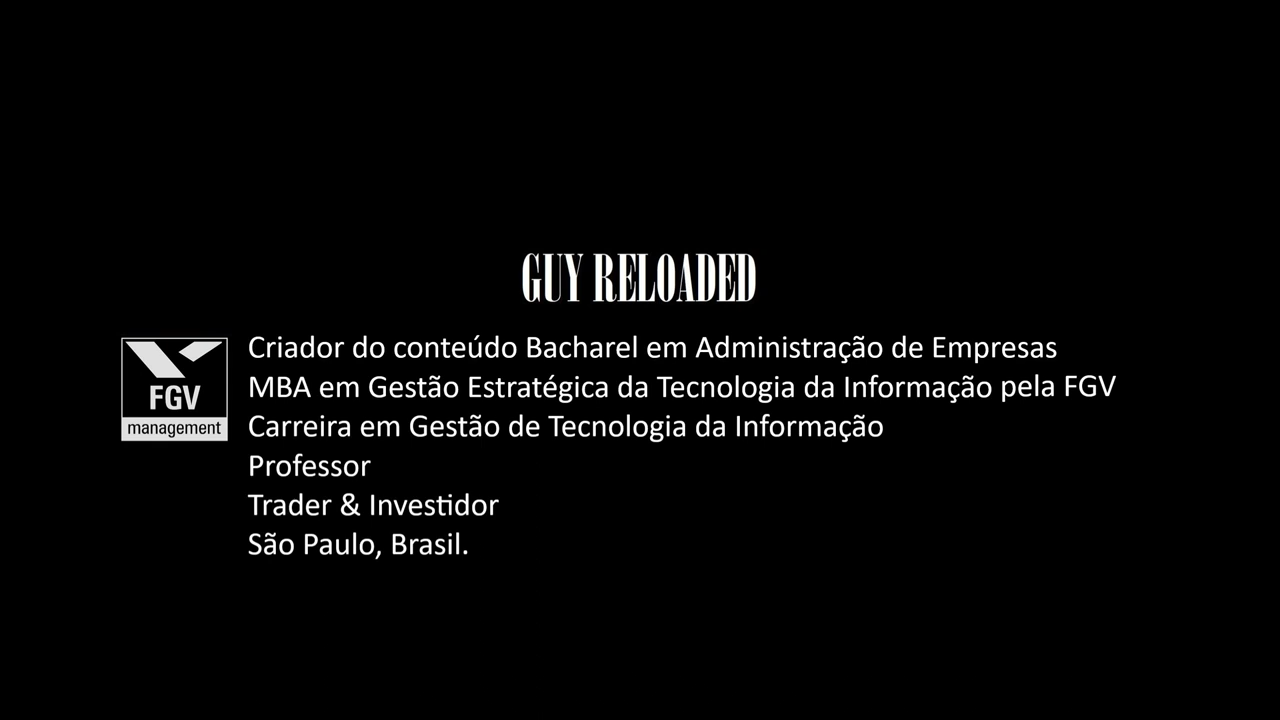 GUY RELOADED
FGV
management
Criador do conteúdo Bacharel em Administração de Empresas
MBA em Gestão Estratégica da Tecnologia da Informação pela FGV
Carreira em Gestão de Tecnologia da Informação
Professor
Trader & Investidor
São Paulo, Brasil.